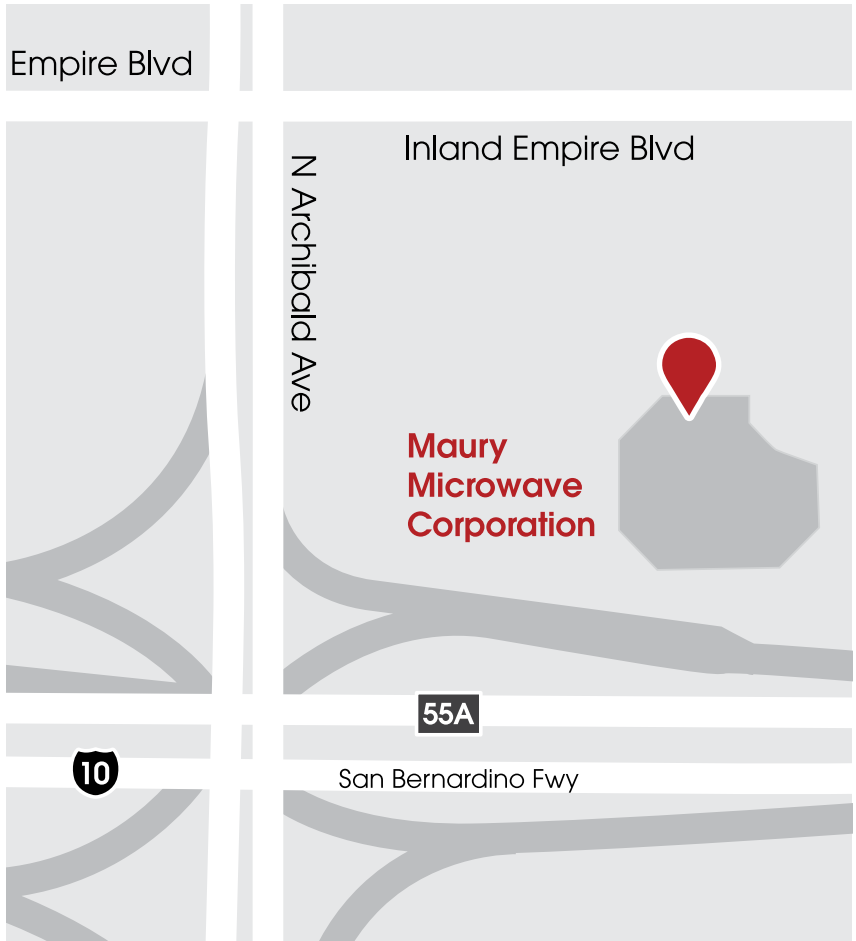 Empire Blvd
Inland Empire Blvd
N Archibald Ave
Maury
Microwave
Corporation
55A
10
San Bernardino Fwy